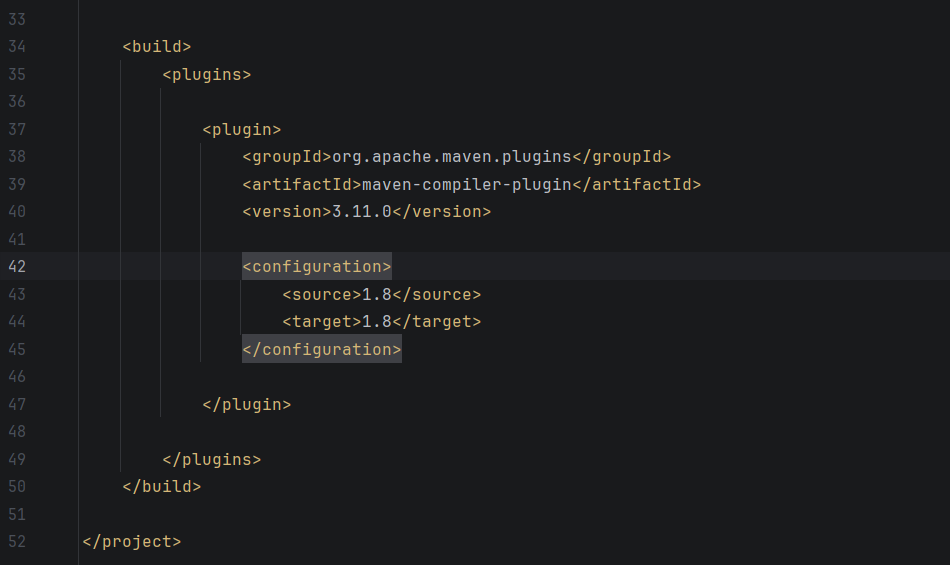 33
34 <build>
35 <plugins>
36
37 <plugin>
38 <groupId>org.apache.maven.plugins</groupId>
39 <artifactId>maven-compiler-plugin</artifactId>
40 <version>3.11.0</version>
41
42 <configuration>
43 <source>1.8</source>
44 <target>1.8</target>
45 </configuration>
46
47 </plugin>
48
49 </plugins>
50 </build>
51
52 </project>